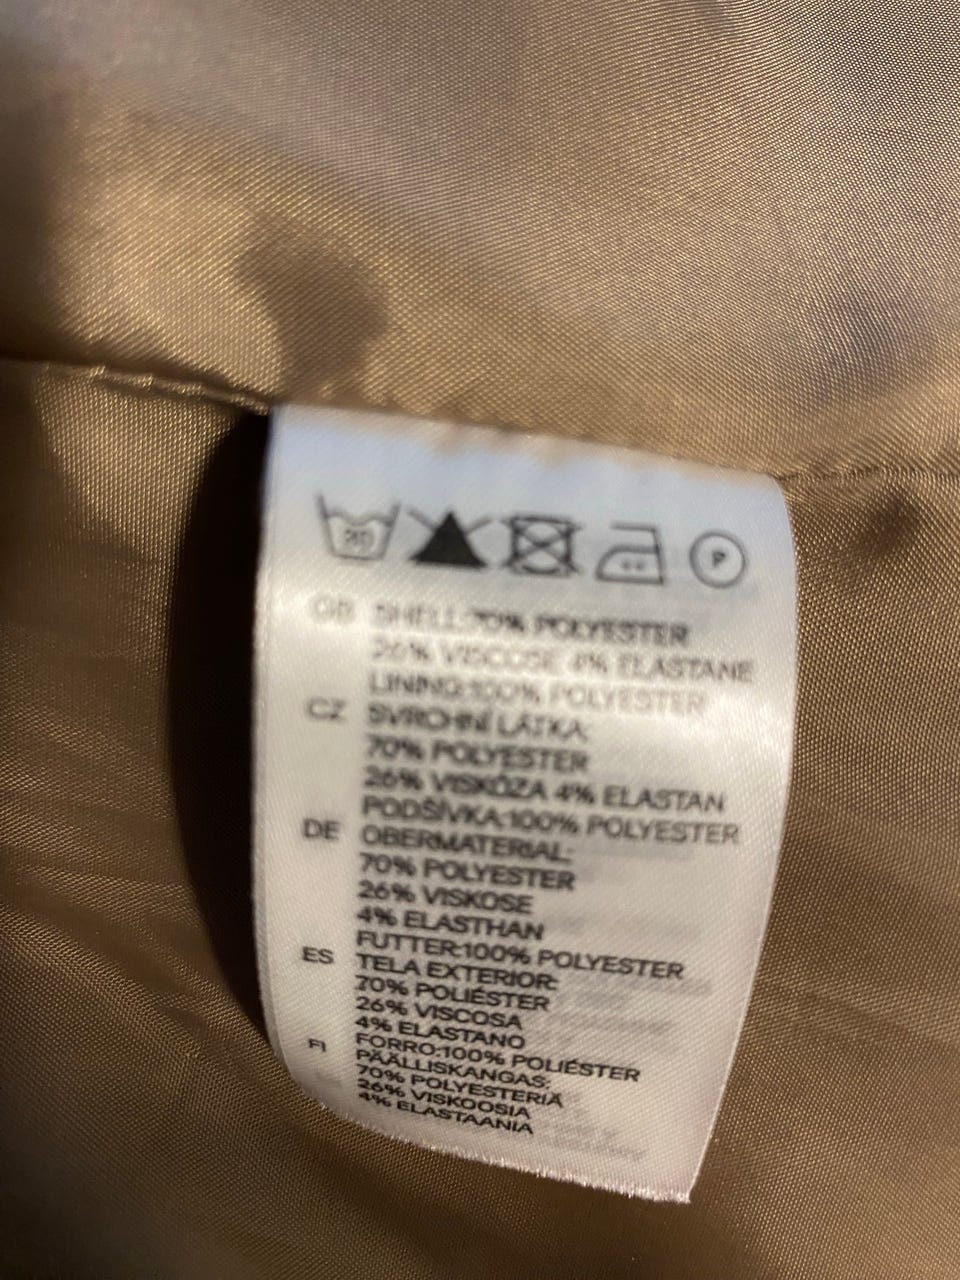 P
GB SHELL:70% POLYESTER
26% VISCOSE 4% ELASTANE
LINING:100% POLYESTER
CZ SVRCHNÍ LÁTKA:
70% POLYESTER
26% VISKÓZA 4% ELASTAN
PODŠÍVKA:100% POLYESTER
DE OBERMATERIAL:
70% POLYESTER
26% VISKOSE
4% ELASTHAN
FUTTER:100% POLYESTER
ES TELA EXTERIOR:
70% POLIÉSTER
26% VISCOSA
4% ELASTANO
FORRO:100% POLIÉSTER
FI PÄÄLLISKANGAS:
70% POLYESTERIÄ
26% VISKOOSIA
4% ELASTAANIA